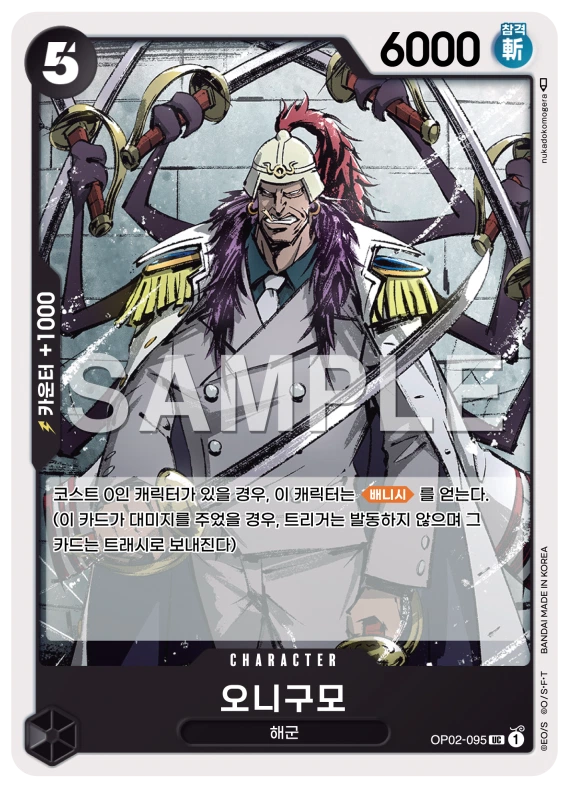 5
6000
참격
斬
nukadokomogera
카운터 +1000
SAMPLE
코스트 0인 캐릭터가 있을 경우, 이 캐릭터는 배니시 를 얻는다.
(이 카드가 대미지를 주었을 경우, 트리거는 발동하지 않으며 그
카드는 트래시로 보내진다)
CHARACTER
오니구모
해군
OP02-095 UC 1
©EO/S ©O/S·F·T BANDAI MADE IN KOREA